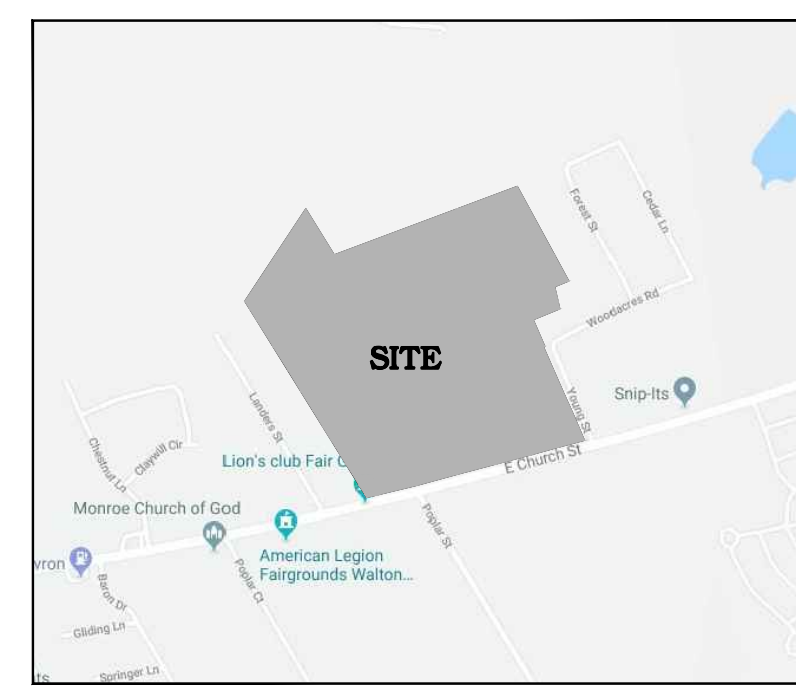 Forest St
Cedar Ln
Woodacres Rd
SITE
Young St
Snip-Its
Landers St
Lion's club Fair
E Church St
Chestnut Ln
Claywill Cir
Monroe Church of God
Poplar St
American Legion
Fairgrounds Walton...
vron
Poplar Ct
Baron Dr
Gliding Ln
Springer Ln
ts